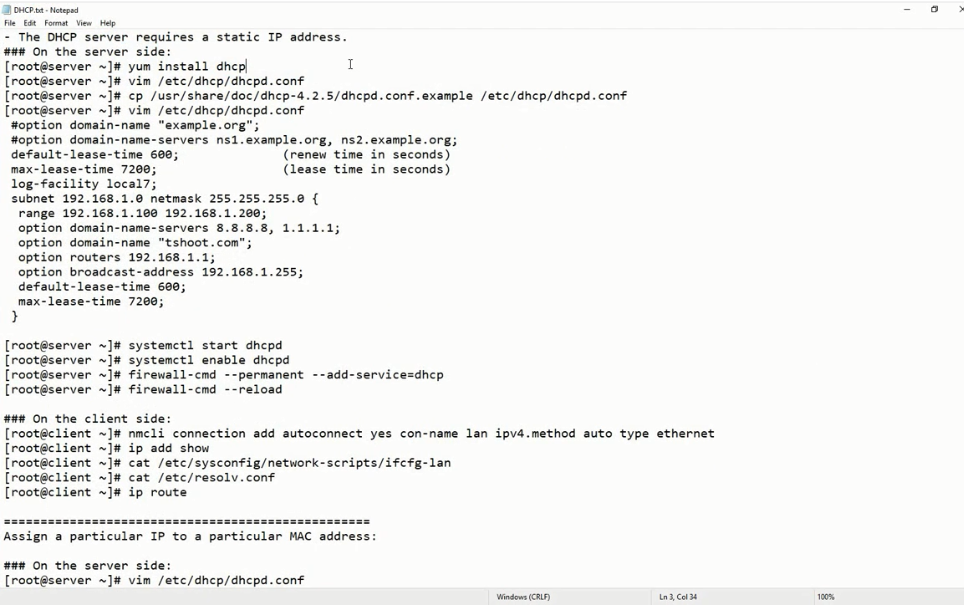 DHCP.txt - Notepad
File Edit Format View Help
- The DHCP server requires a static IP address.
### On the server side:
[root@server ~]# yum install dhcp
[root@server ~]# vim /etc/dhcp/dhcpd.conf
[root@server ~]# cp /usr/share/doc/dhcp-4.2.5/dhcpd.conf.example /etc/dhcp/dhcpd.conf
[root@server ~]# vim /etc/dhcp/dhcpd.conf
#option domain-name "example.org";
#option domain-name-servers ns1.example.org, ns2.example.org;
default-lease-time 600; (renew time in seconds)
max-lease-time 7200; (lease time in seconds)
log-facility local7;
subnet 192.168.1.0 netmask 255.255.255.0 {
range 192.168.1.100 192.168.1.200;
option domain-name-servers 8.8.8.8, 1.1.1.1;
option domain-name "tshoot.com";
option routers 192.168.1.1;
option broadcast-address 192.168.1.255;
default-lease-time 600;
max-lease-time 7200;
}
[root@server ~]# systemctl start dhcpd
[root@server ~]# systemctl enable dhcpd
[root@server ~]# firewall-cmd --permanent --add-service=dhcp
[root@server ~]# firewall-cmd --reload
### On the client side:
[root@client ~]# nmcli connection add autoconnect yes con-name lan ipv4.method auto type ethernet
[root@client ~]# ip add show
[root@client ~]# cat /etc/sysconfig/network-scripts/ifcfg-lan
[root@client ~]# cat /etc/resolv.conf
[root@client ~]# ip route
==================================================
Assign a particular IP to a particular MAC address:
### On the server side:
[root@server ~]# vim /etc/dhcp/dhcpd.conf
Windows (CRLF) Ln 3, Col 34 100%